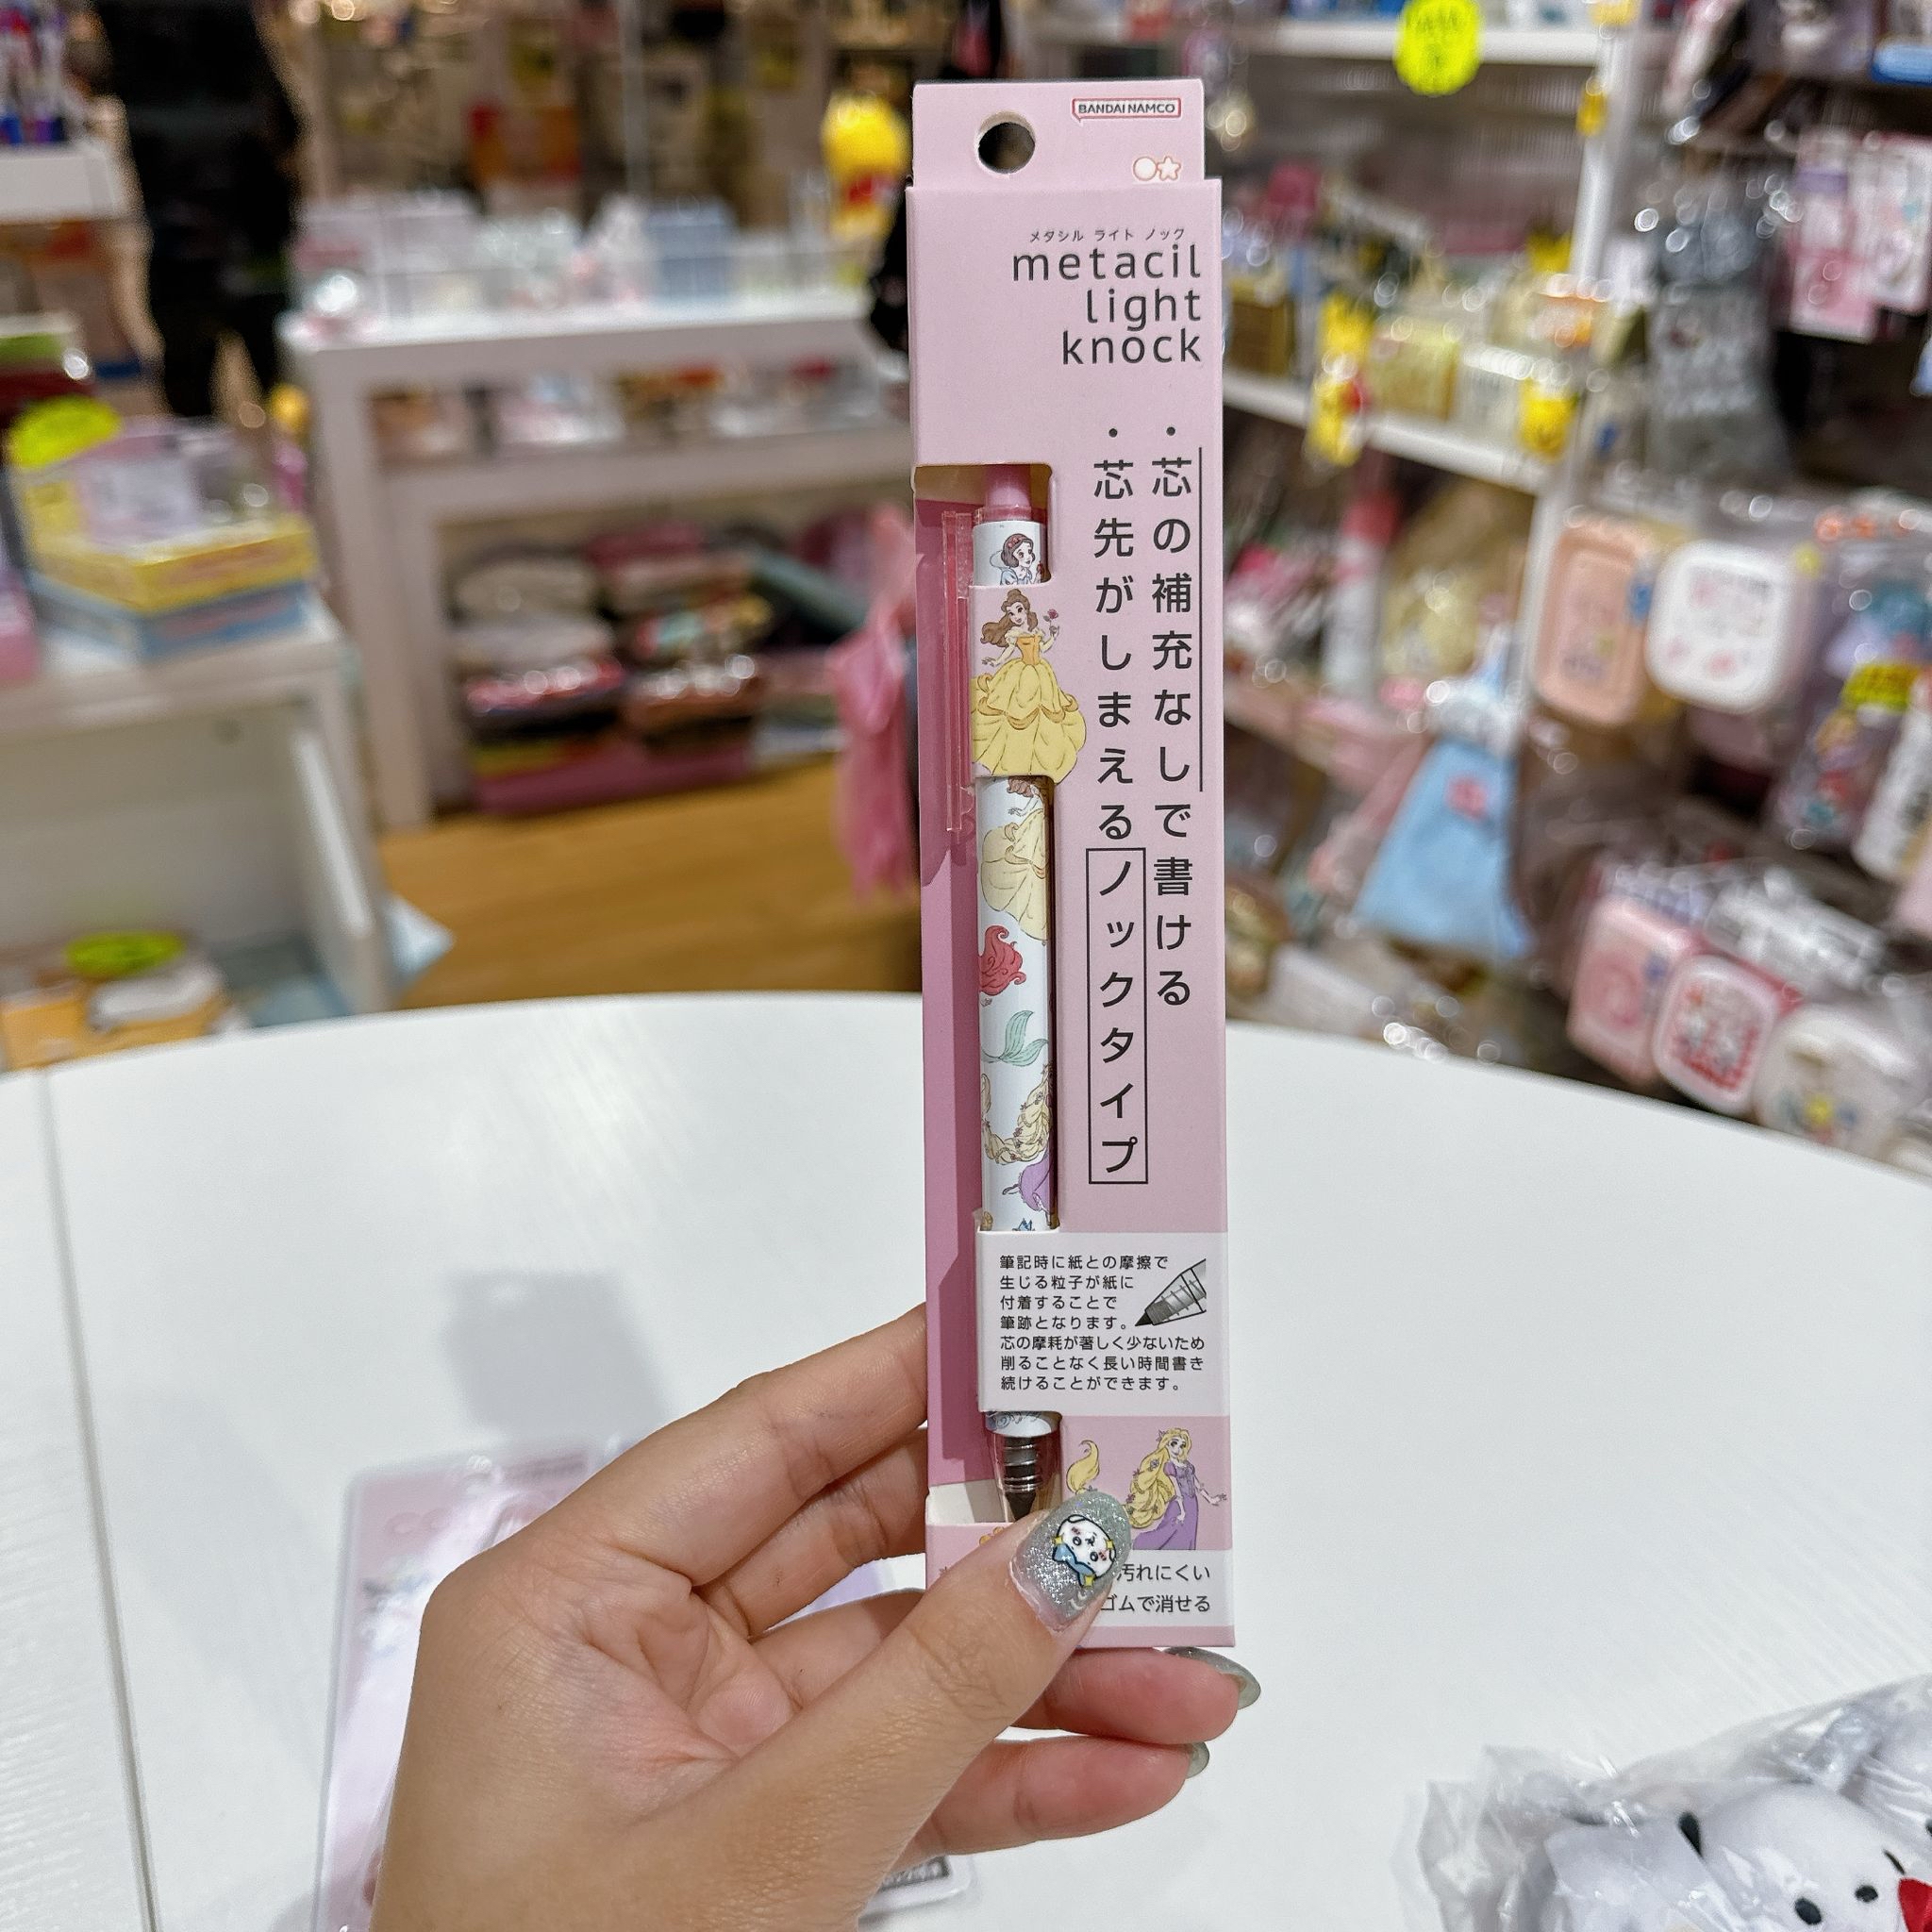 BANDAI NAMCO
メタシル ライト ノック
metacil
light
knock
・芯の補充なしで書ける
・芯先がしまえるノックタイプ
筆記時に紙との摩擦で
生じる粒子が紙に
付着することで
筆跡となります。
芯の摩耗が著しく少ないため
削ることなく長い時間書き
続けることができます。
汚れにくい
ゴムで消せる